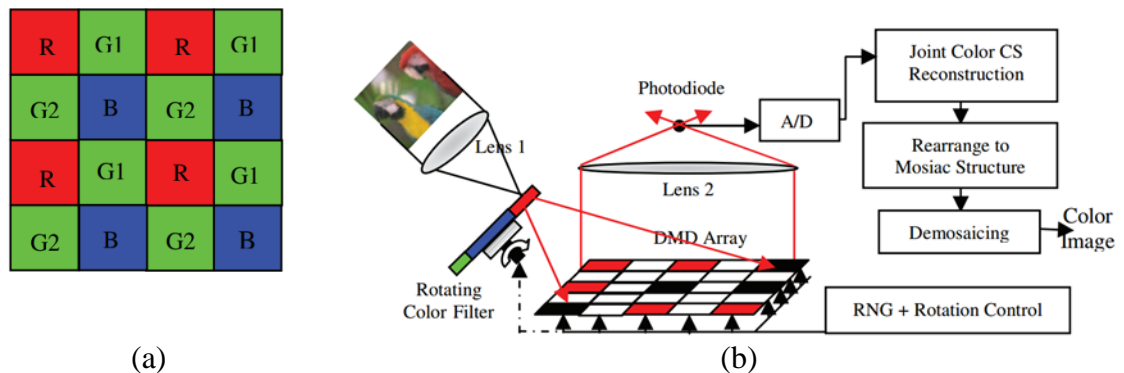 R G1 R G1
G2 B G2 B
R G1 R G1
G2 B G2 B
(a)
Lens 1
Photodiode
A/D
Joint Color CS
Reconstruction
Rearrange to
Mosiac Structure
Demosaicing
Color
Image
Lens 2
DMD Array
Rotating
Color Filter
RNG + Rotation Control
(b)